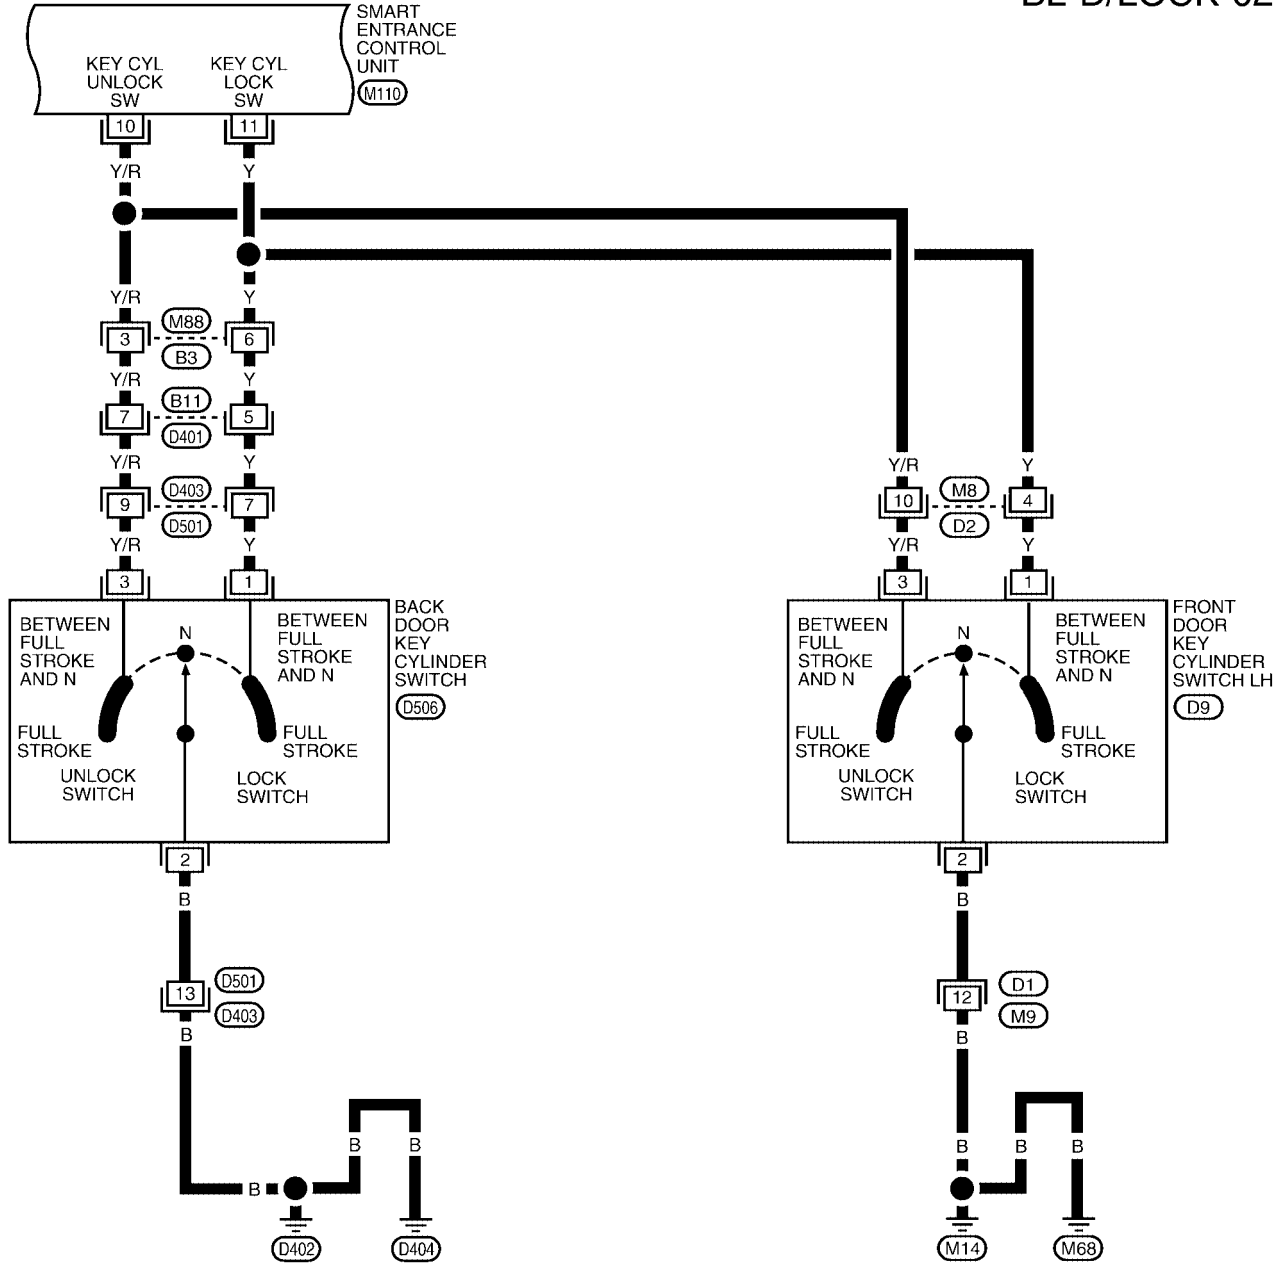 SMART
ENTRANCE
CONTROL
UNIT
M110
KEY CYL
UNLOCK
SW
KEY CYL
LOCK
SW
10
11
Y/R
Y
Y/R
Y
3
M88
B3
6
Y/R
Y
7
B11
D401
5
Y/R
Y
9
D403
D501
7
Y/R
Y
3
1
Y/R
Y
10
M8
D2
4
Y/R
Y
3
1
BACK
DOOR
KEY
CYLINDER
SWITCH
D506
BETWEEN
FULL
STROKE
AND N
N
BETWEEN
FULL
STROKE
AND N
FULL
STROKE
FULL
STROKE
UNLOCK
SWITCH
LOCK
SWITCH
FRONT
DOOR
KEY
CYLINDER
SWITCH LH
D9
BETWEEN
FULL
STROKE
AND N
N
BETWEEN
FULL
STROKE
AND N
FULL
STROKE
FULL
STROKE
UNLOCK
SWITCH
LOCK
SWITCH
2
B
13
D501
D403
B
B
B
B
D402
D404
2
B
12
D1
M9
B
B
B
B
M14
M68